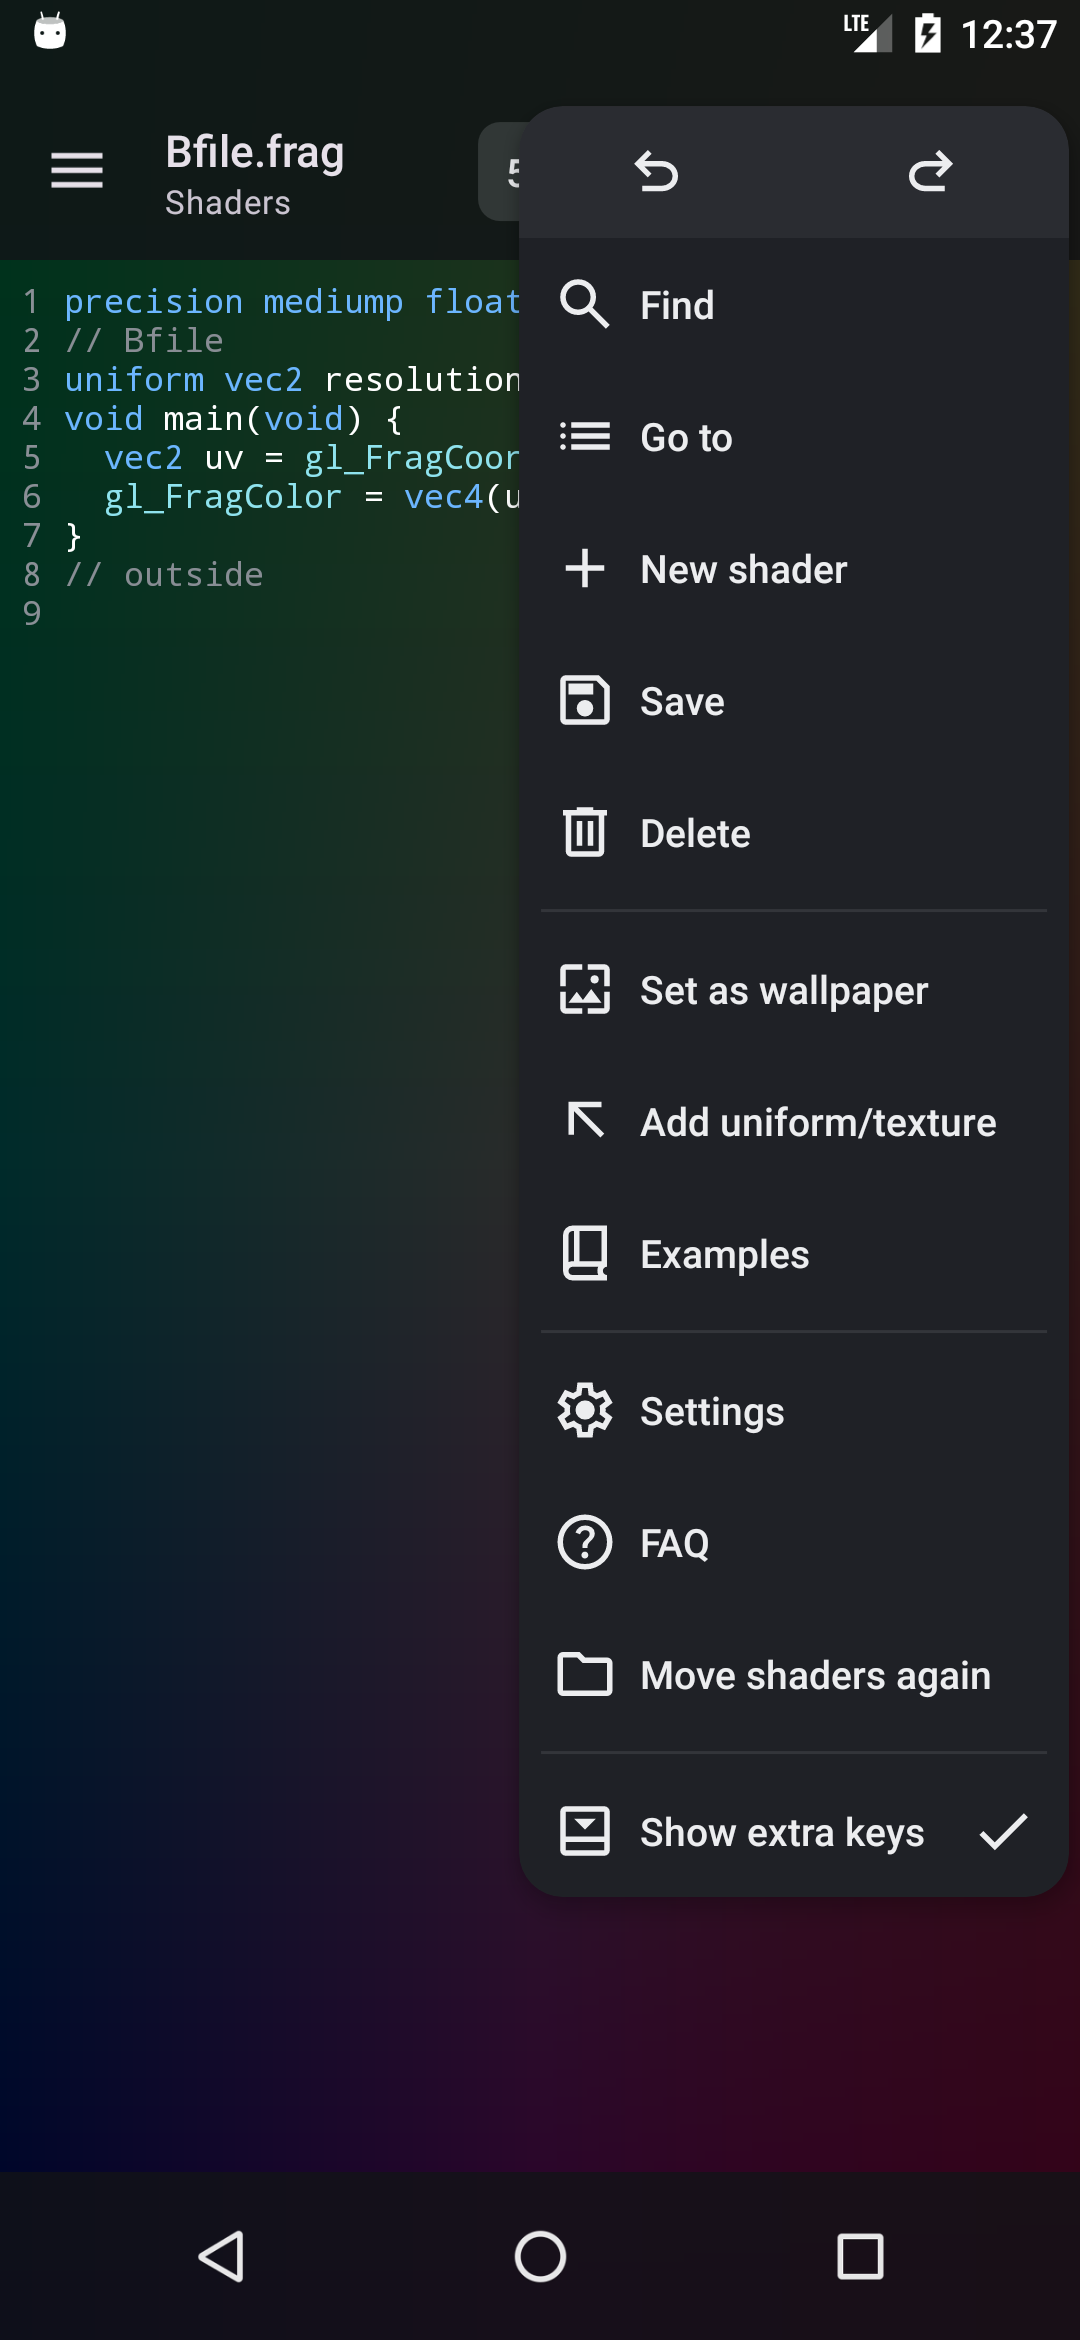 LTE 12:37
Bfile.frag
Shaders
5
1 precision mediump float
2 // Bfile
3 uniform vec2 resolution
4 void main(void) {
5   vec2 uv = gl_FragCoor
6   gl_FragColor = vec4(u
7 }
8 // outside
9
Find
Go to
New shader
Save
Delete
Set as wallpaper
Add uniform/texture
Examples
Settings
FAQ
Move shaders again
Show extra keys